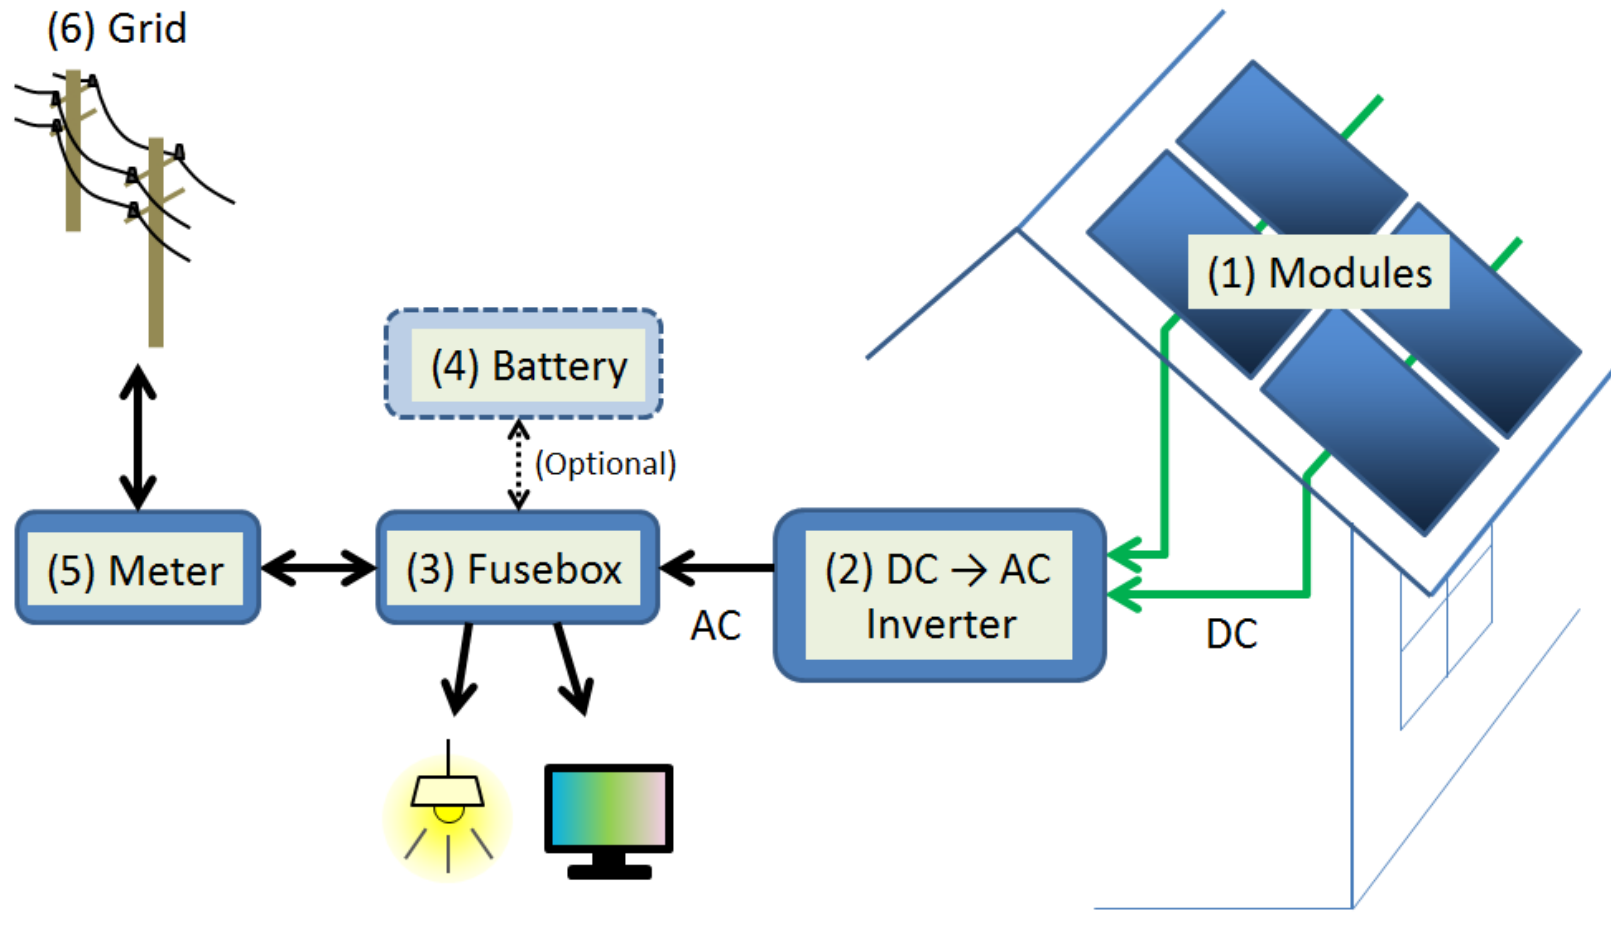 (6) Grid
(1) Modules
(4) Battery
(Optional)
(5) Meter
(3) Fusebox
AC
(2) DC → AC
Inverter
DC